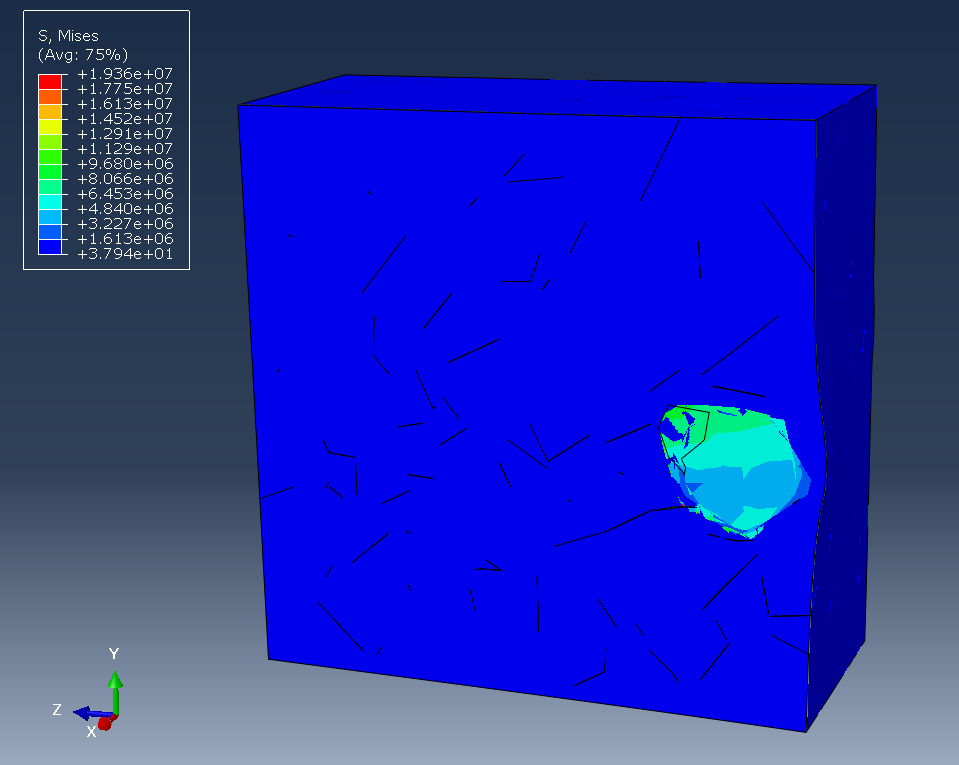 S, Mises
(Avg: 75%)
+1.936e+07
+1.775e+07
+1.613e+07
+1.452e+07
+1.291e+07
+1.129e+07
+9.680e+06
+8.066e+06
+6.453e+06
+4.840e+06
+3.227e+06
+1.613e+06
+3.794e+01
Y
Z
X